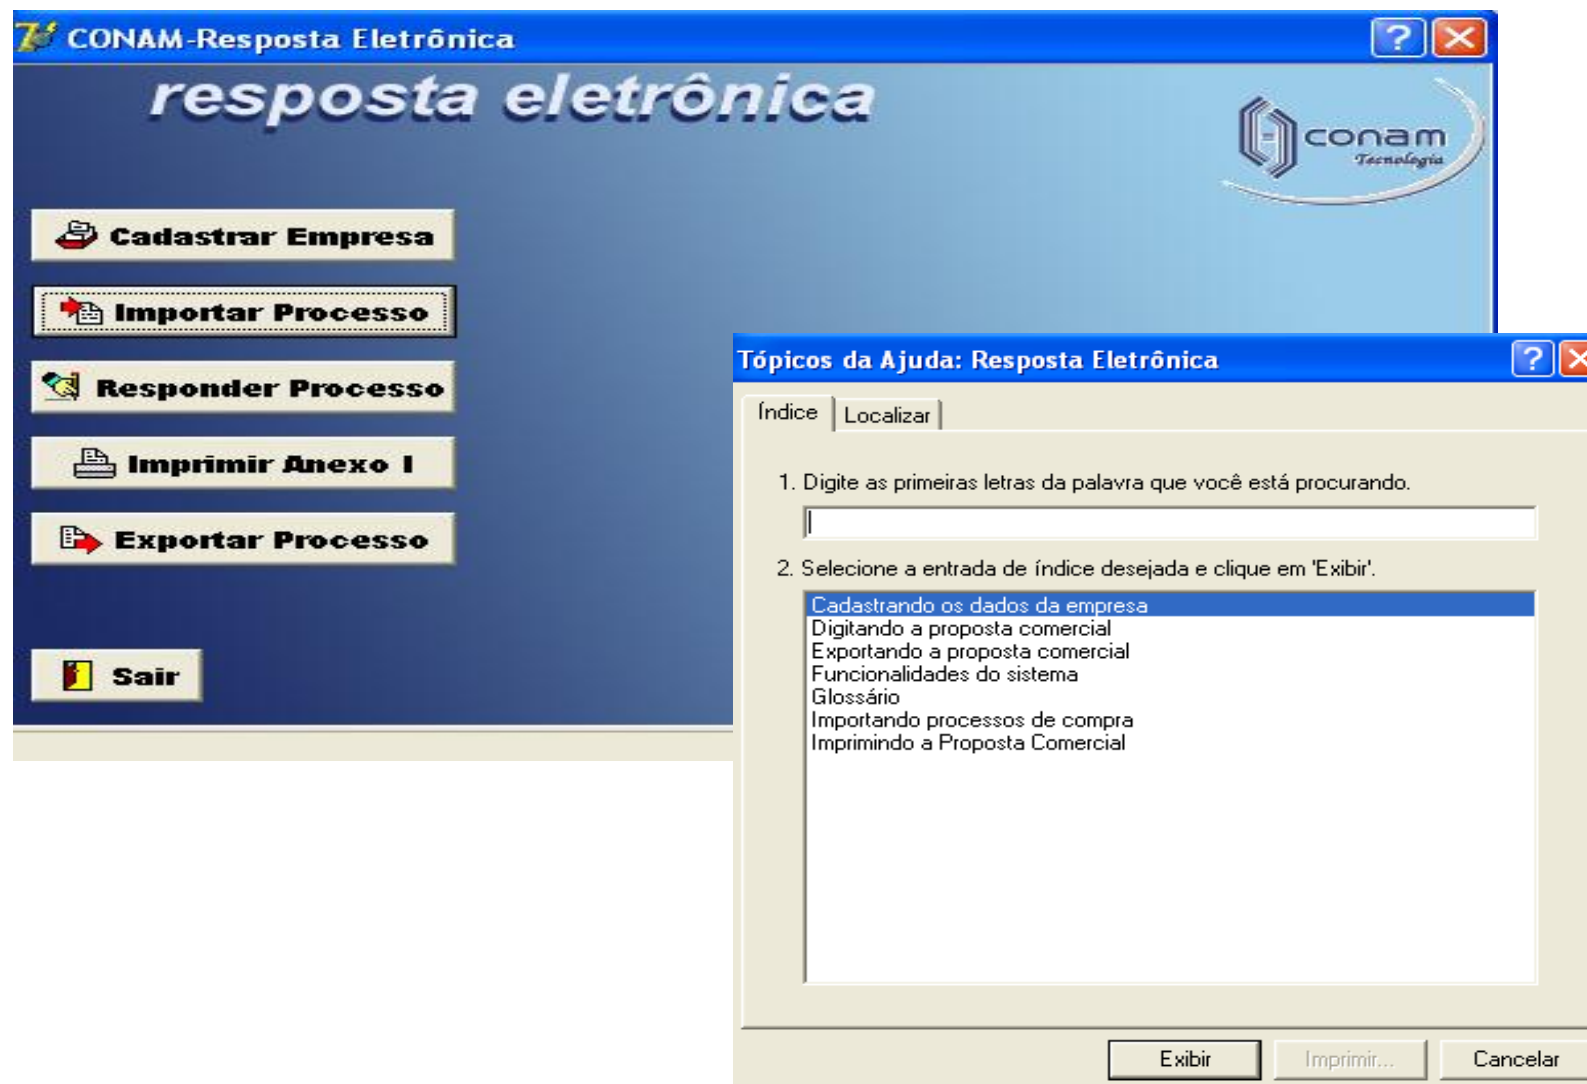 CONAM-Resposta Eletrônica
resposta eletrônica
conam
Tecnologia
Cadastrar Empresa
Importar Processo
Responder Processo
Imprimir Anexo I
Exportar Processo
Sair
Tópicos da Ajuda: Resposta Eletrônica
Índice Localizar
1. Digite as primeiras letras da palavra que você está procurando.
2. Selecione a entrada de índice desejada e clique em 'Exibir'.
Cadastrando os dados da empresa
Digitando a proposta comercial
Exportando a proposta comercial
Funcionalidades do sistema
Glossário
Importando processos de compra
Imprimindo a Proposta Comercial
Exibir Imprimir... Cancelar